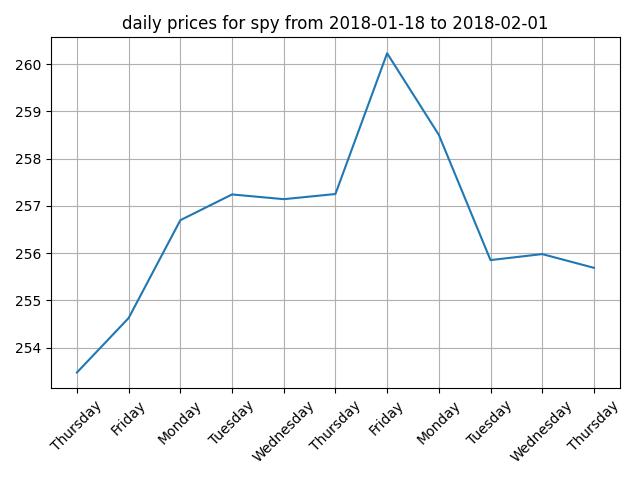 daily prices for spy from 2018-01-18 to 2018-02-01
260
259
258
257
256
255
254
Thursday
Friday
Monday
Tuesday
Wednesday
Thursday
Friday
Monday
Tuesday
Wednesday
Thursday